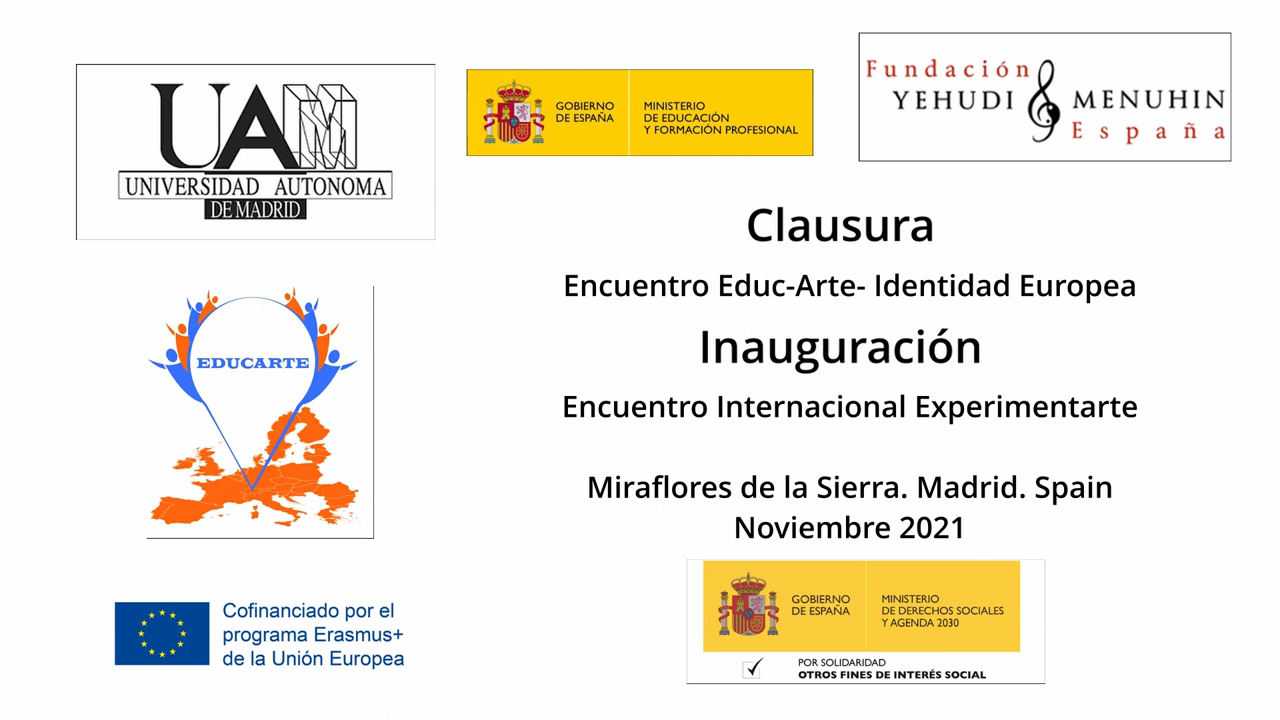 UAM
UNIVERSIDAD AUTONOMA
DE MADRID
GOBIERNO
DE ESPAÑA
MINISTERIO
DE EDUCACIÓN
Y FORMACIÓN PROFESIONAL
Fundación
YEHUDI MENUHIN
España
Clausura
Encuentro Educ-Arte- Identidad Europea
Inauguración
Encuentro Internacional Experimentarte
Miraflores de la Sierra. Madrid. Spain
Noviembre 2021
EDUCARTE
Cofinanciado por el
programa Erasmus+
de la Unión Europea
GOBIERNO
DE ESPAÑA
MINISTERIO
DE DERECHOS SOCIALES
Y AGENDA 2030
POR SOLIDARIDAD
OTROS FINES DE INTERÉS SOCIAL